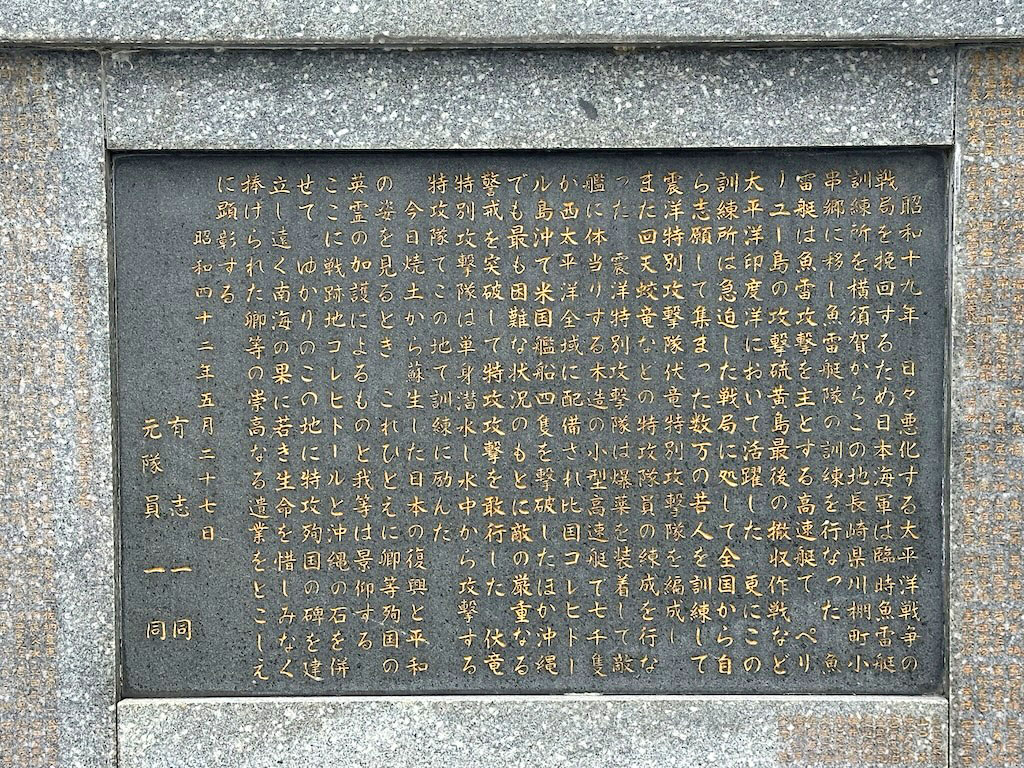 昭和十九年　日々悪化する太平洋戦争の
戦局を挽回するため日本海軍は臨時魚雷艇
訓練所を横須賀からこの地長崎県川棚町小
串郷に移し魚雷艇隊の訓練を行なった　魚
雷艇は魚雷攻撃を主とする高速艇で　ペリ
リユー島の攻撃硫黄島最後の撤収作戦など
太平洋印度洋において活躍した　更にこの
訓練所は急迫した戦局に処して全国から自
ら志願して集まった数万の若人を訓練して
震洋特別攻撃隊伏竜特別攻撃隊を編成し
また回天蛟竜などの特攻隊員の練成を行な
った　震洋特別攻撃隊は爆薬を装着して敵
艦に体当りする木造の小型高速艇で七千隻
が西太平洋全域に配備され比国コレヒドー
ル島沖で米国艦船四隻を撃破したほか沖縄
でも最も困難な状況のもとに敵の厳重なる
警戒を突破して特攻攻撃を敢行した　伏竜
特別攻撃隊は単身潜水し水中から攻撃する
特攻隊でこの地で訓練に励んだ
今日焼土から蘇生した日本の復興と平和
の姿を見るとき　これひとえに卿等殉国の
英霊の加護によるものと我等は景仰する
ここに戦跡地コレヒドールと沖縄の石を併
せて　ゆかりのこの地に特攻殉国の碑を建
立し遠く南海の果に若き生命を惜しみなく
捧げられた卿等の崇高なる遺業をとこしえ
に顕彰する
昭和四十二年五月二十七日
有志一同
元隊員一同